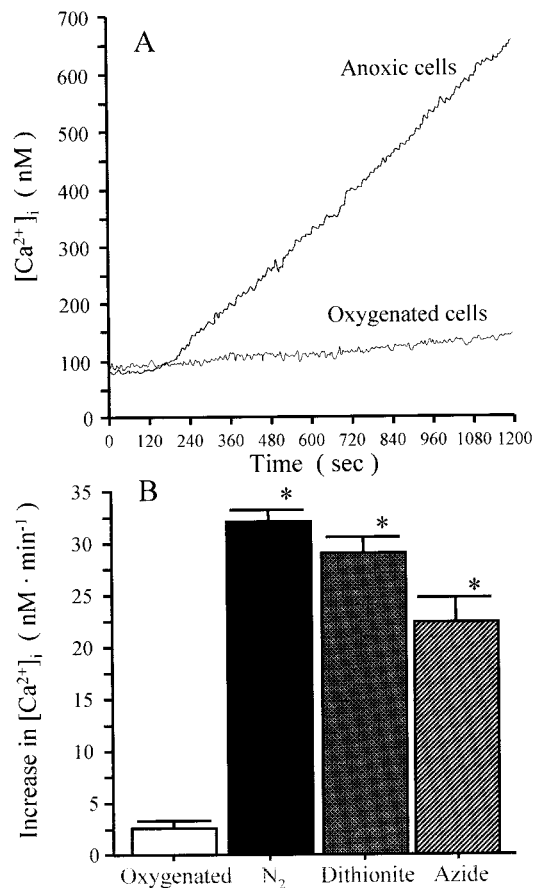 A
700
600
500
400
300
200
100
0
[Ca²⁺]ᵢ ( nM )
Anoxic cells
Oxygenated cells
0 120 240 360 480 600 720 840 960 1080 1200
Time ( sec )
B
35
30
25
20
15
10
5
0
Increase in [Ca²⁺]ᵢ ( nM · min⁻¹ )
* * *
Oxygenated N₂ Dithionite Azide